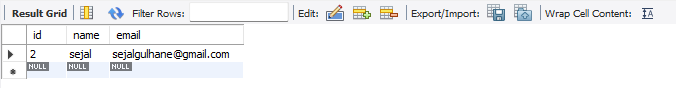 Result Grid Filter Rows: Edit: Export/Import: Wrap Cell Content: IA
id name email
2 sejal sejalgulhane@gmail.com
NULL NULL NULL